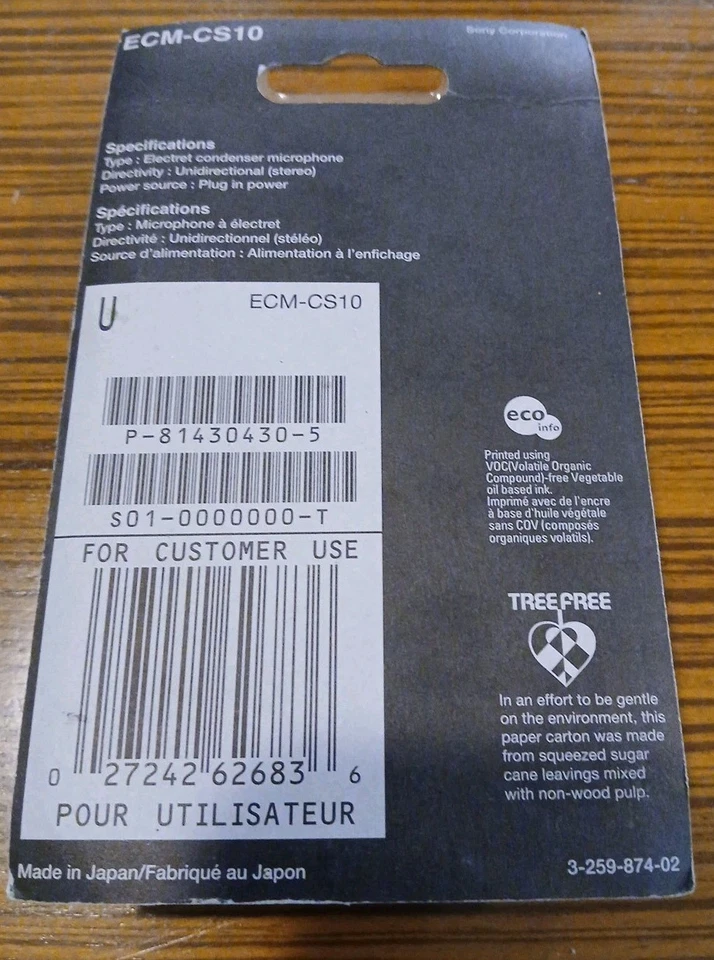 ECM-CS10
Sony Corporation
Specifications
Type : Electret condenser microphone
Directivity : Unidirectional (stereo)
Power source : Plug in power
Spécifications
Type : Microphone à électret
Directivité : Unidirectionnel (stéléo)
Source d'alimentation : Alimentation à l'enfichage
U
ECM-CS10
P-81430430-5
S01-0000000-T
FOR CUSTOMER USE
0 27242 62683 6
POUR UTILISATEUR
eco
info
Printed using
VOC(Volatile Organic
Compound)-free Vegetable
oil based ink.
Imprimé avec de l'encre
à base d'huile végétale
sans COV (composés
organiques volatils).
TREE FREE
In an effort to be gentle
on the environment, this
paper carton was made
from squeezed sugar
cane leavings mixed
with non-wood pulp.
Made in Japan/Fabriqué au Japon
3-259-874-02